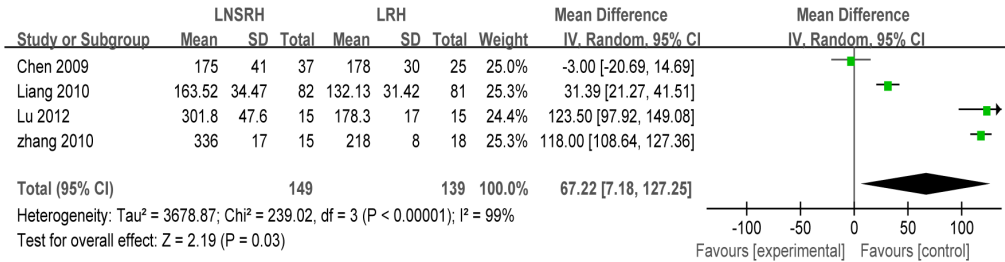 LNSRH LRH Mean Difference Mean Difference
Study or Subgroup Mean SD Total Mean SD Total Weight IV, Random, 95% CI IV, Random, 95% CI
Chen 2009 175 41 37 178 30 25 25.0% -3.00 [-20.69, 14.69]
Liang 2010 163.52 34.47 82 132.13 31.42 81 25.3% 31.39 [21.27, 41.51]
Lu 2012 301.8 47.6 15 178.3 17 15 24.4% 123.50 [97.92, 149.08]
zhang 2010 336 17 15 218 8 18 25.3% 118.00 [108.64, 127.36]
Total (95% CI) 149 139 100.0% 67.22 [7.18, 127.25]
Heterogeneity: Tau² = 3678.87; Chi² = 239.02, df = 3 (P < 0.00001); I² = 99%
Test for overall effect: Z = 2.19 (P = 0.03)
-100 -50 0 50 100
Favours [experimental] Favours [control]